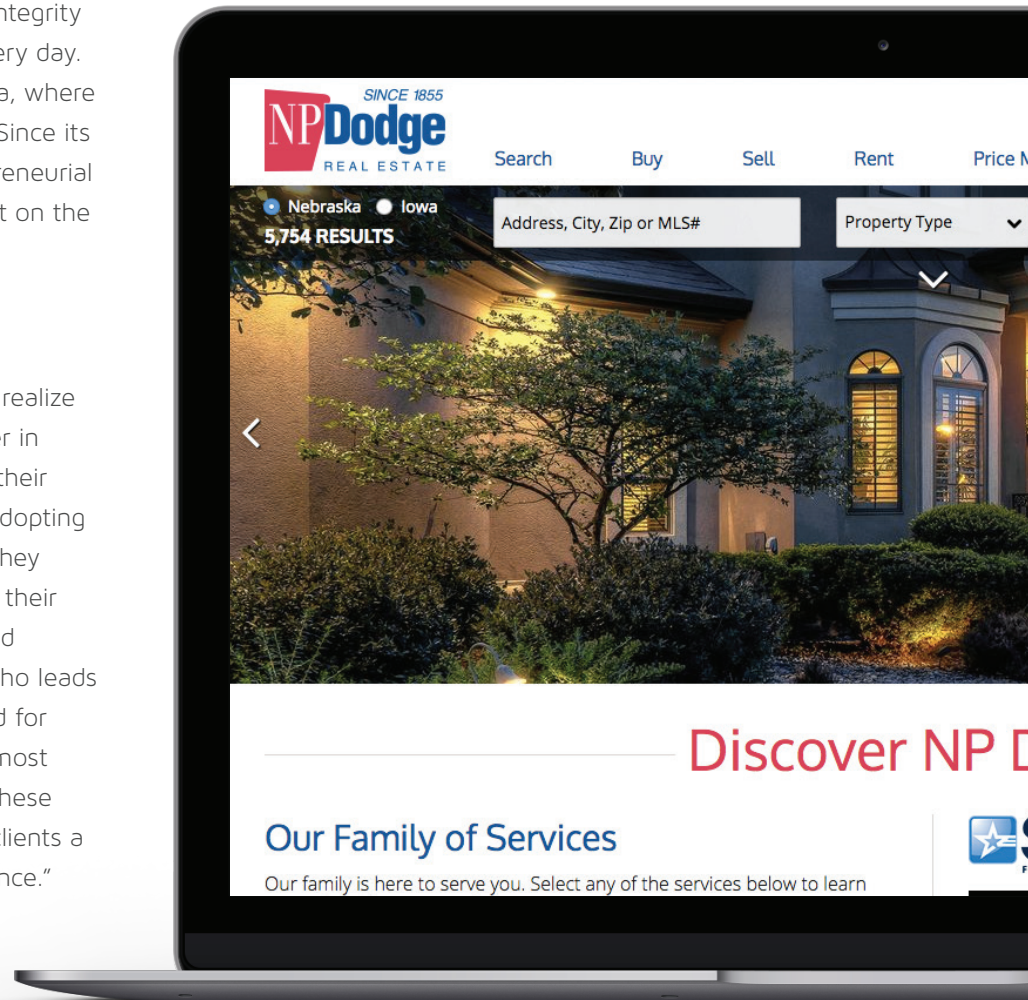 ntegrity
ery day.
a, where
Since its
reneurial
t on the
realize
er in
their
dopting
hey
their
d
ho leads
d for
most
hese
lients a
nce.”
SINCE 1855
NPDodge
REAL ESTATE
Search Buy Sell Rent Price M
Nebraska Iowa
5,754 RESULTS
Address, City, Zip or MLS#
Property Type
Discover NP D
Our Family of Services
Our family is here to serve you. Select any of the services below to learn